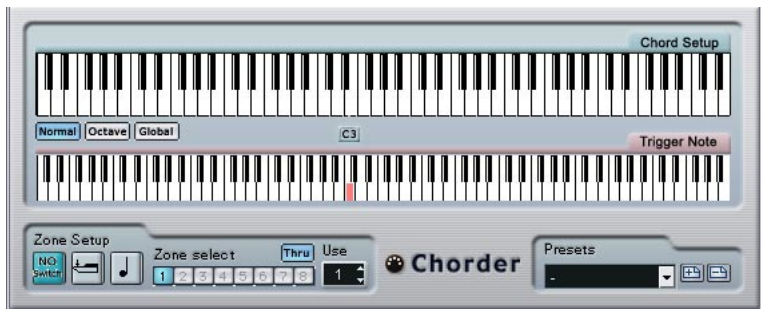 Chord Setup
Normal Octave Global
C3
Trigger Note
Zone Setup
NO Switch
Zone select Thru
1 2 3 4 5 6 7 8
Use
1
Chorder
Presets
-